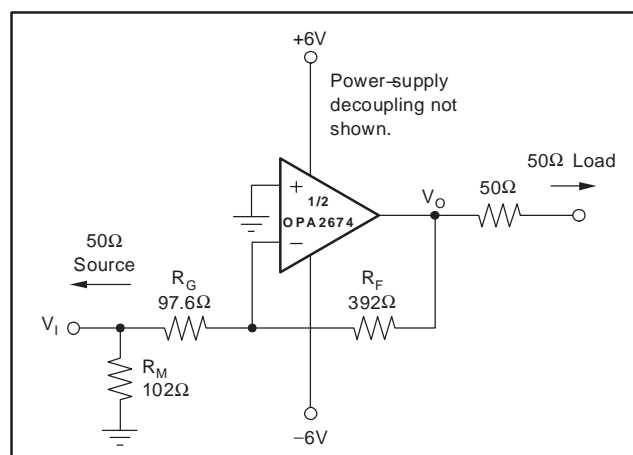 +6V
Power-supply
decoupling not
shown.
50Ω Load
+
1/2
OPA2674
−
V_O
50Ω
50Ω
Source
R_G
97.6Ω
R_F
392Ω
V_I
R_M
102Ω
−6V